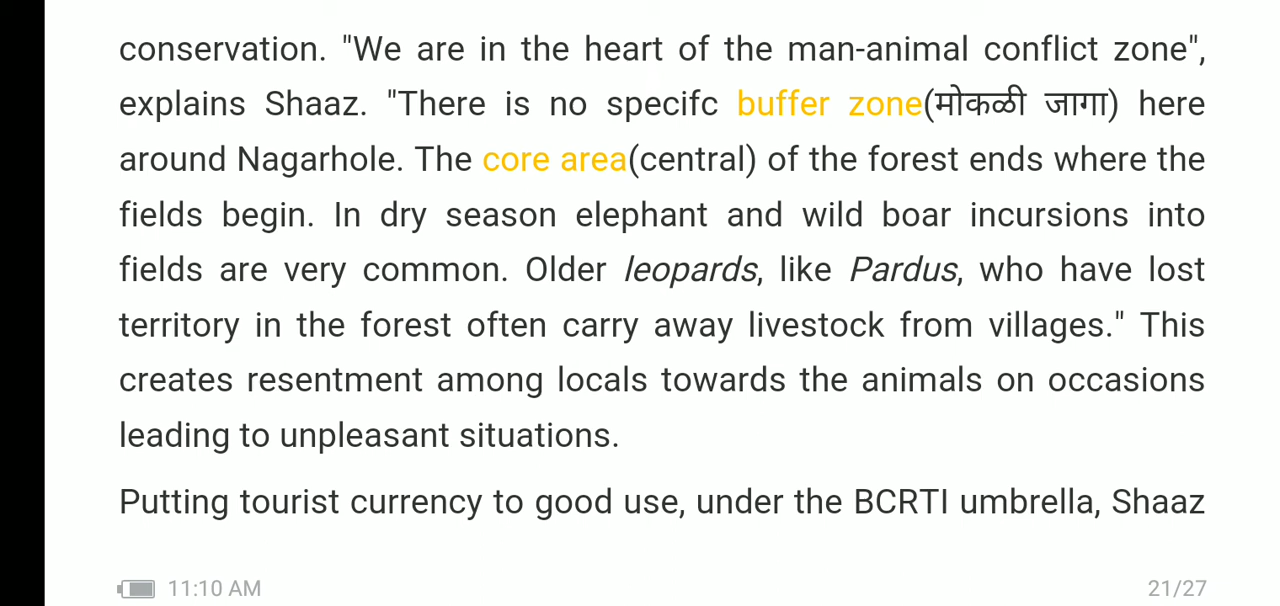 conservation. "We are in the heart of the man-animal conflict zone",
explains Shaaz. "There is no specifc buffer zone(मोकळी जागा) here
around Nagarhole. The core area(central) of the forest ends where the
fields begin. In dry season elephant and wild boar incursions into
fields are very common. Older leopards, like Pardus, who have lost
territory in the forest often carry away livestock from villages." This
creates resentment among locals towards the animals on occasions
leading to unpleasant situations.
Putting tourist currency to good use, under the BCRTI umbrella, Shaaz
11:10 AM 21/27